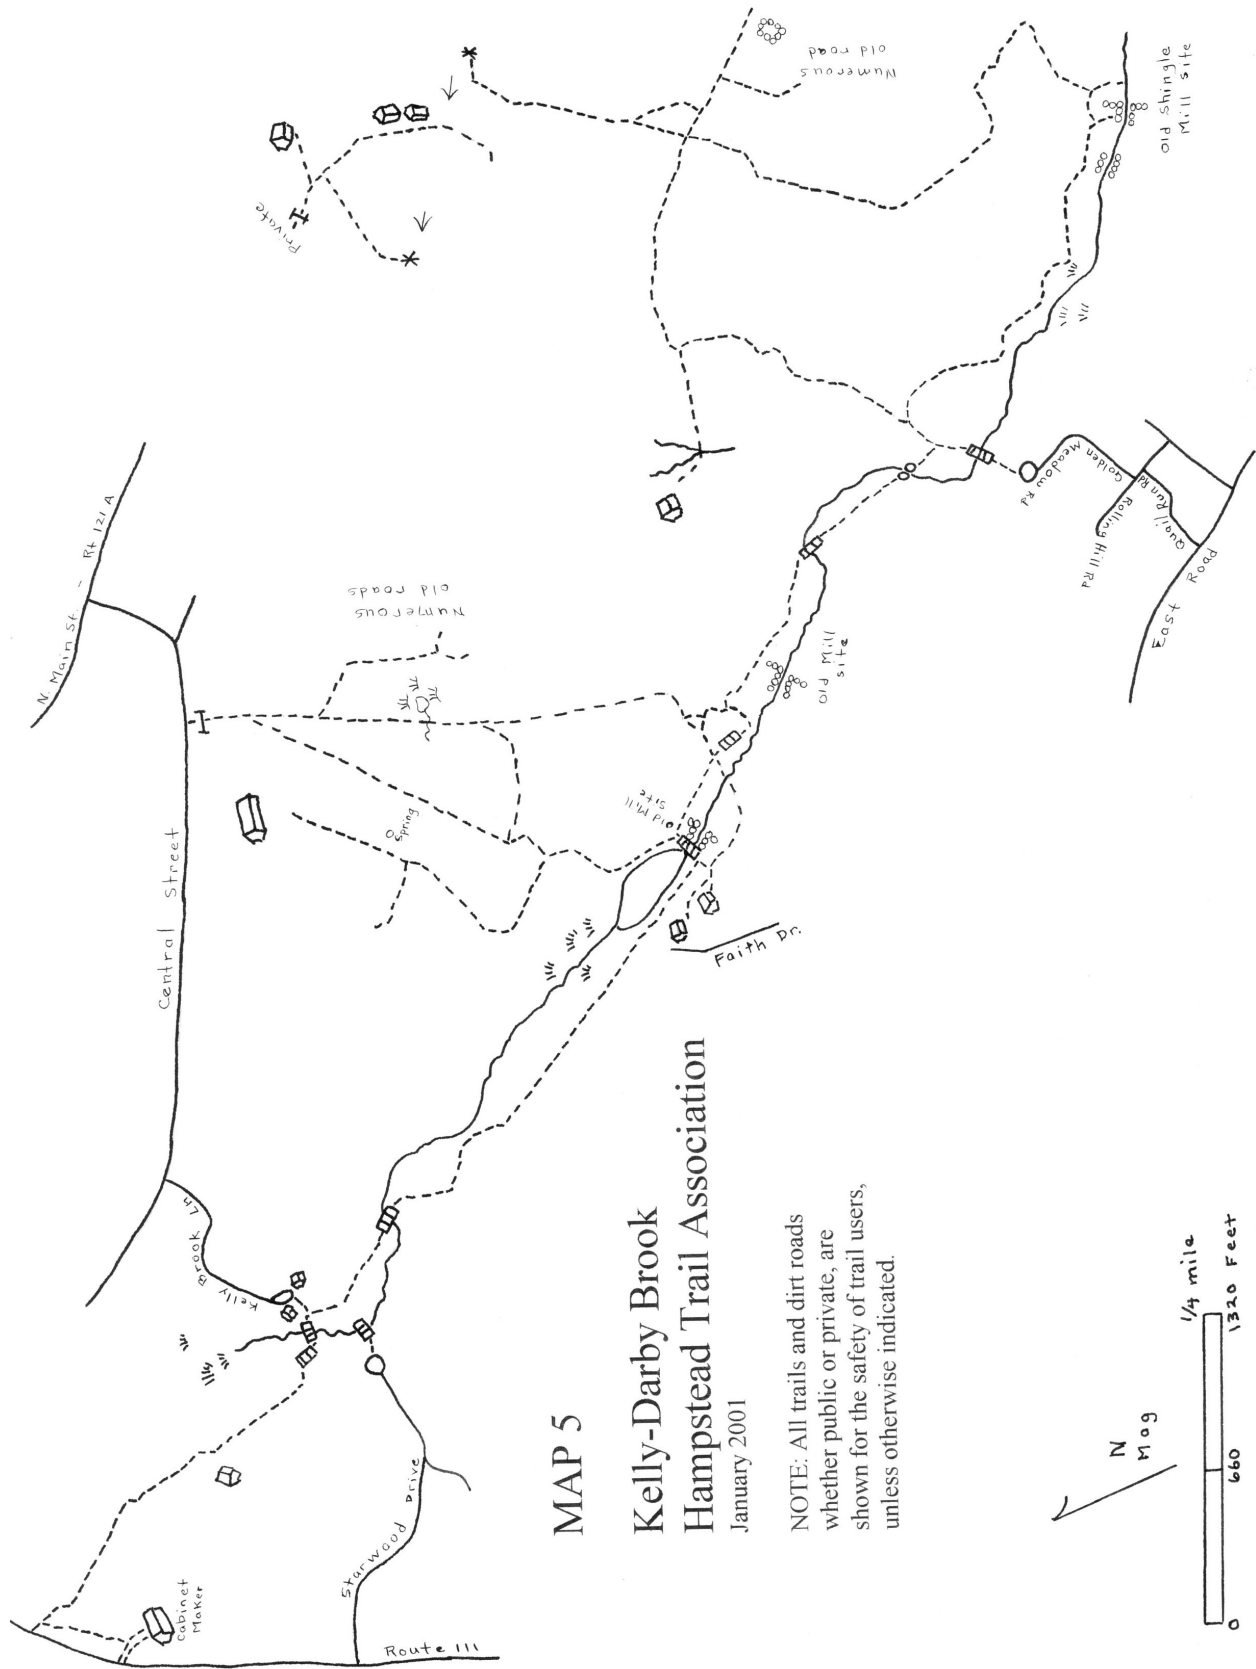 MAP 5
Kelly-Darby Brook
Hampstead Trail Association
January 2001
NOTE: All trails and dirt roads
whether public or private, are
shown for the safety of trail users,
unless otherwise indicated.
N
Mag
0
660
1320 Feet
1/4 mile
Route 111
Starwood Drive
Cabinet
Maker
Kelly Brook Ln
Central Street
N. Main St. - Rt 121 A
Faith Dr.
Spring
Old Mill
site
Numerous
old roads
Old Mill
site
East Road
Quail Run Rd
Rolling Hill Rd
Golden Meadow Rd
Old Shingle
Mill site
Numerous
old road
Private